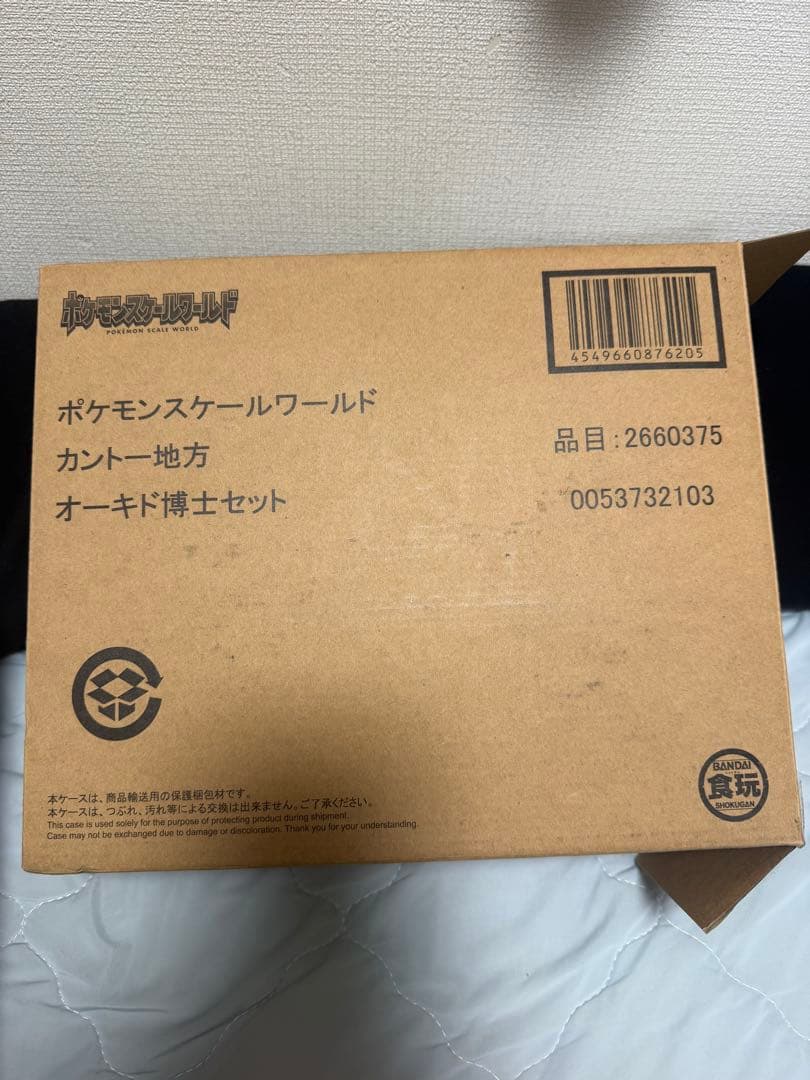 ポケモンスケールワールド
POKÉMON SCALE WORLD
4549660876205
ポケモンスケールワールド
カントー地方
オーキド博士セット
品目:2660375
0053732103
本ケースは、商品輸送用の保護梱包材です。
本ケースは、つぶれ、汚れ等による交換は出来ません。ご了承ください。
This case is used solely for the purpose of protecting product during shipment.
Case may not be exchanged due to damage or discoloration. Thank you for your understanding.
BANDAI
食玩
SHOKUGAN